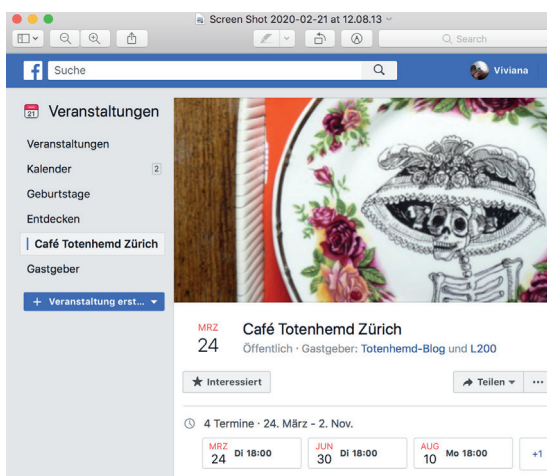 Screen Shot 2020-02-21 at 12.08.13
Search
Suche
Viviana
21 Veranstaltungen
Veranstaltungen
Kalender 2
Geburtstage
Entdecken
Café Totenhemd Zürich
Gastgeber
+ Veranstaltung erst...
MRZ
24
Café Totenhemd Zürich
Öffentlich · Gastgeber: Totenhemd-Blog und L200
Interessiert
Teilen
4 Termine · 24. März - 2. Nov.
MRZ
24 Di 18:00
JUN
30 Di 18:00
AUG
10 Mo 18:00
+1